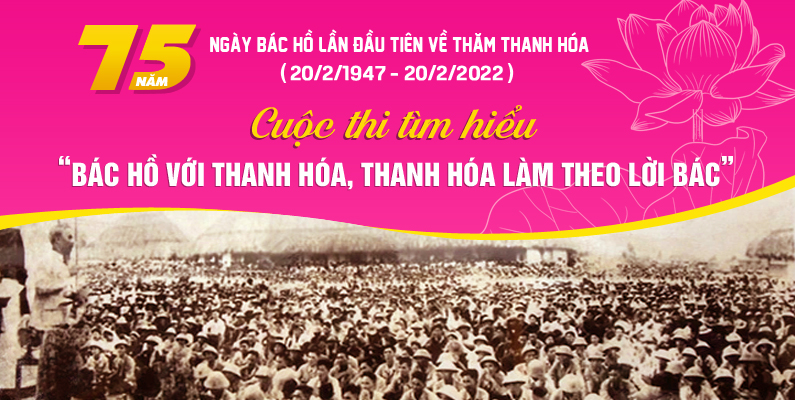 75 NĂM
NGÀY BÁC HỒ LẦN ĐẦU TIÊN VỀ THĂM THANH HÓA
( 20/2/1947 - 20/2/2022 )
Cuộc thi tìm hiểu
“BÁC HỒ VỚI THANH HÓA, THANH HÓA LÀM THEO LỜI BÁC”